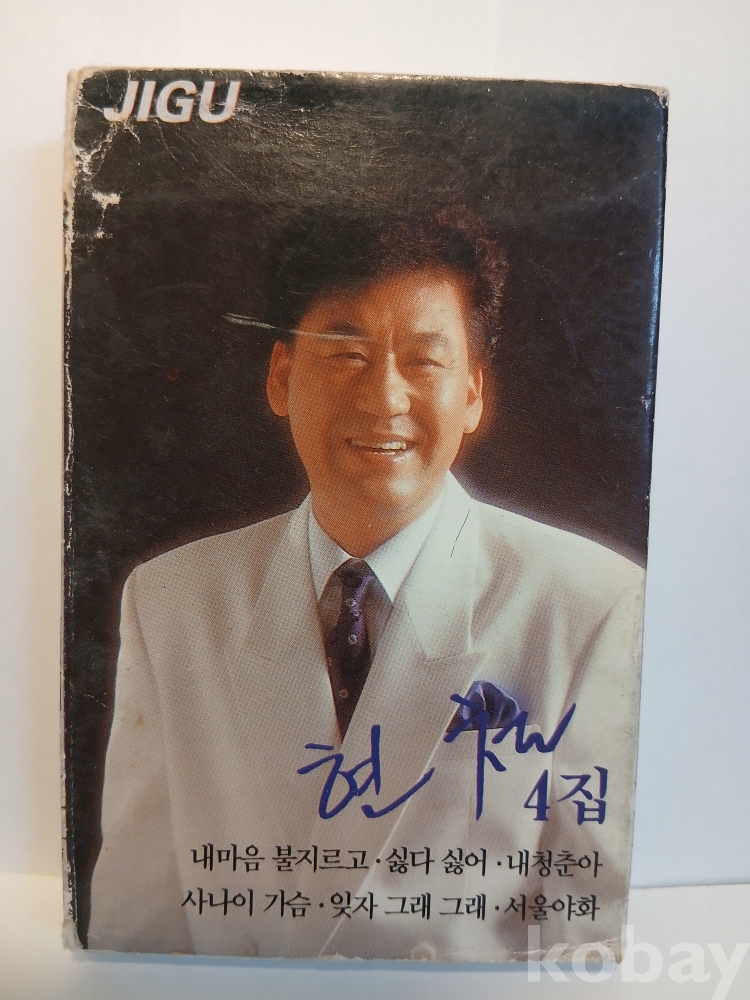 JIGU
현철
4집
내마음 불지르고·싫다 싫어·내청춘아
사나이 가슴·잊자 그래 그래·서울야화
kobay